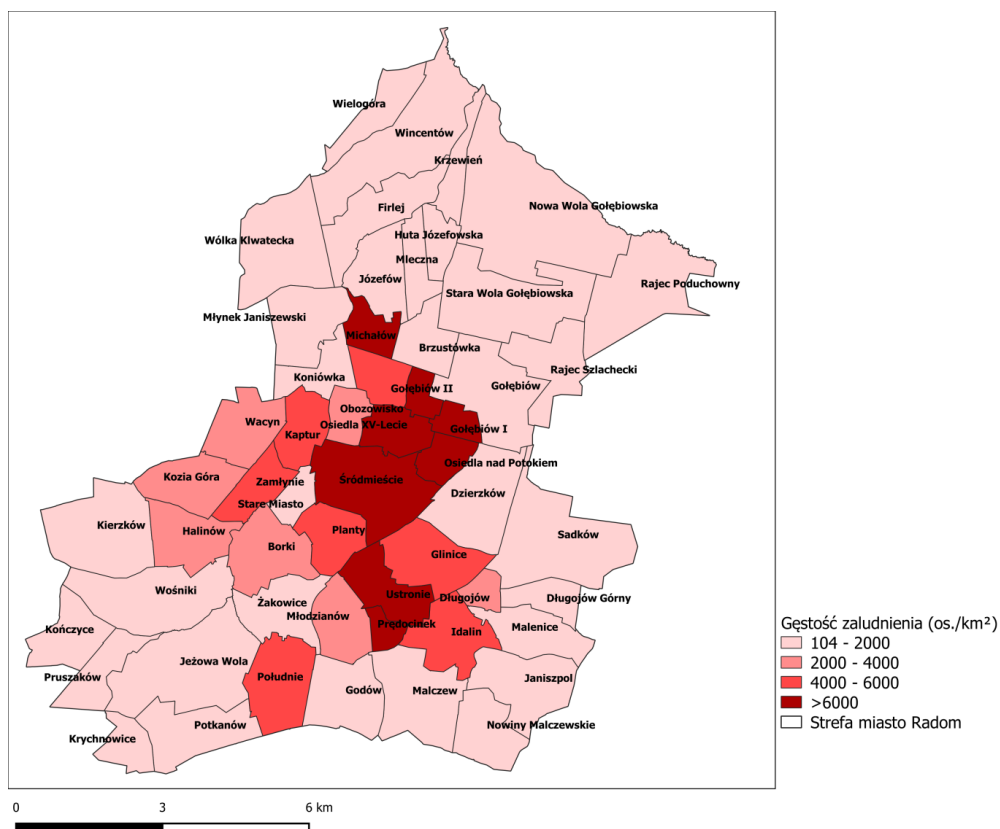 Wielogóra
Wincentów
Krzewień
Nowa Wola Gołębiowska
Firlej
Huta Józefowska
Wólka Klwatecka
Mleczna
Józefów
Rajec Poduchowny
Stara Wola Gołębiowska
Młynek Janiszewski
Michałów
Brzustówka
Rajec Szlachecki
Koniówka
Gołębiów II
Gołębiów
Obozowisko
Wacyn
Osiedla XV-Lecie
Gołębiów I
Kaptur
Osiedla nad Potokiem
Kozia Góra
Zamłynie
Śródmieście
Dzierzków
Stare Miasto
Kierzków
Halinów
Planty
Sadków
Borki
Glinice
Wośniki
Ustronie
Długojów
Długojów Górny
Żakowice
Młodzianów
Prędocinek
Malenice
Kończyce
Idalin
Jeżowa Wola
Pruszaków
Południe
Janiszpol
Godów
Malczew
Potkanów
Nowiny Malczewskie
Krychnowice
Gęstość zaludnienia (os./km²)
104 - 2000
2000 - 4000
4000 - 6000
>6000
Strefa miasto Radom
0 3 6 km